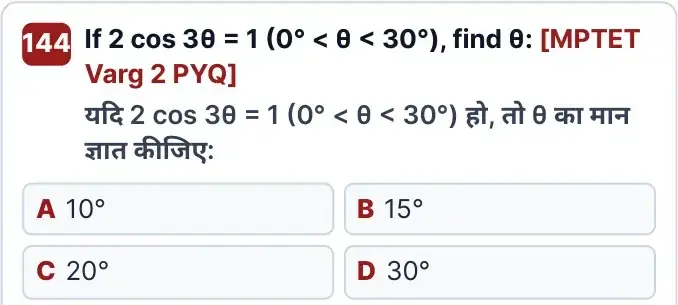 144 If 2 cos 3θ = 1 (0° < θ < 30°), find θ: [MPTET
Varg 2 PYQ]
यदि 2 cos 3θ = 1 (0° < θ < 30°) हो, तो θ का मान
ज्ञात कीजिए:
A 10°
B 15°
C 20°
D 30°